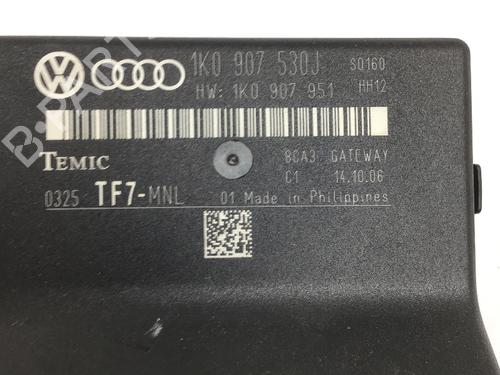 1K0 907 530J SQ160
HW: 1K0 907 951 HH12
TEMIC 8CA3 GATEWAY
C1 14.10.06
0325 TF7-MNL 01 Made in Philippines
B-PARTS